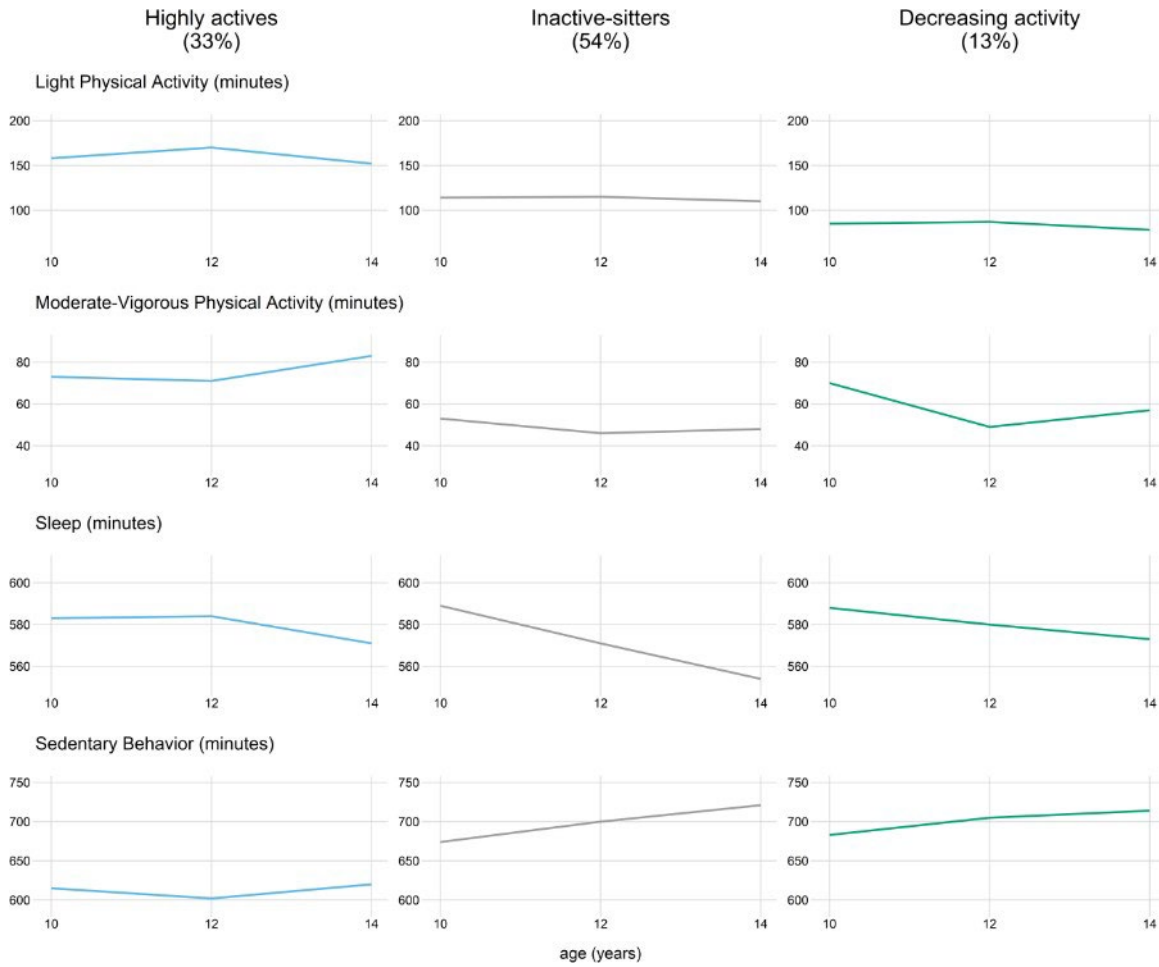 Highly actives
(33%)
Inactive-sitters
(54%)
Decreasing activity
(13%)
Light Physical Activity (minutes)
200
150
100
10 12 14
200
150
100
10 12 14
200
150
100
10 12 14
Moderate-Vigorous Physical Activity (minutes)
80
60
40
10 12 14
80
60
40
10 12 14
80
60
40
10 12 14
Sleep (minutes)
600
580
560
10 12 14
600
580
560
10 12 14
600
580
560
10 12 14
Sedentary Behavior (minutes)
750
700
650
600
10 12 14
750
700
650
600
10 12 14
750
700
650
600
10 12 14
age (years)